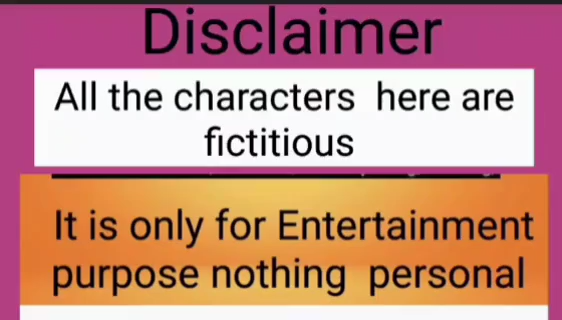 Disclaimer
All the characters here are
fictitious
It is only for Entertainment
purpose nothing personal